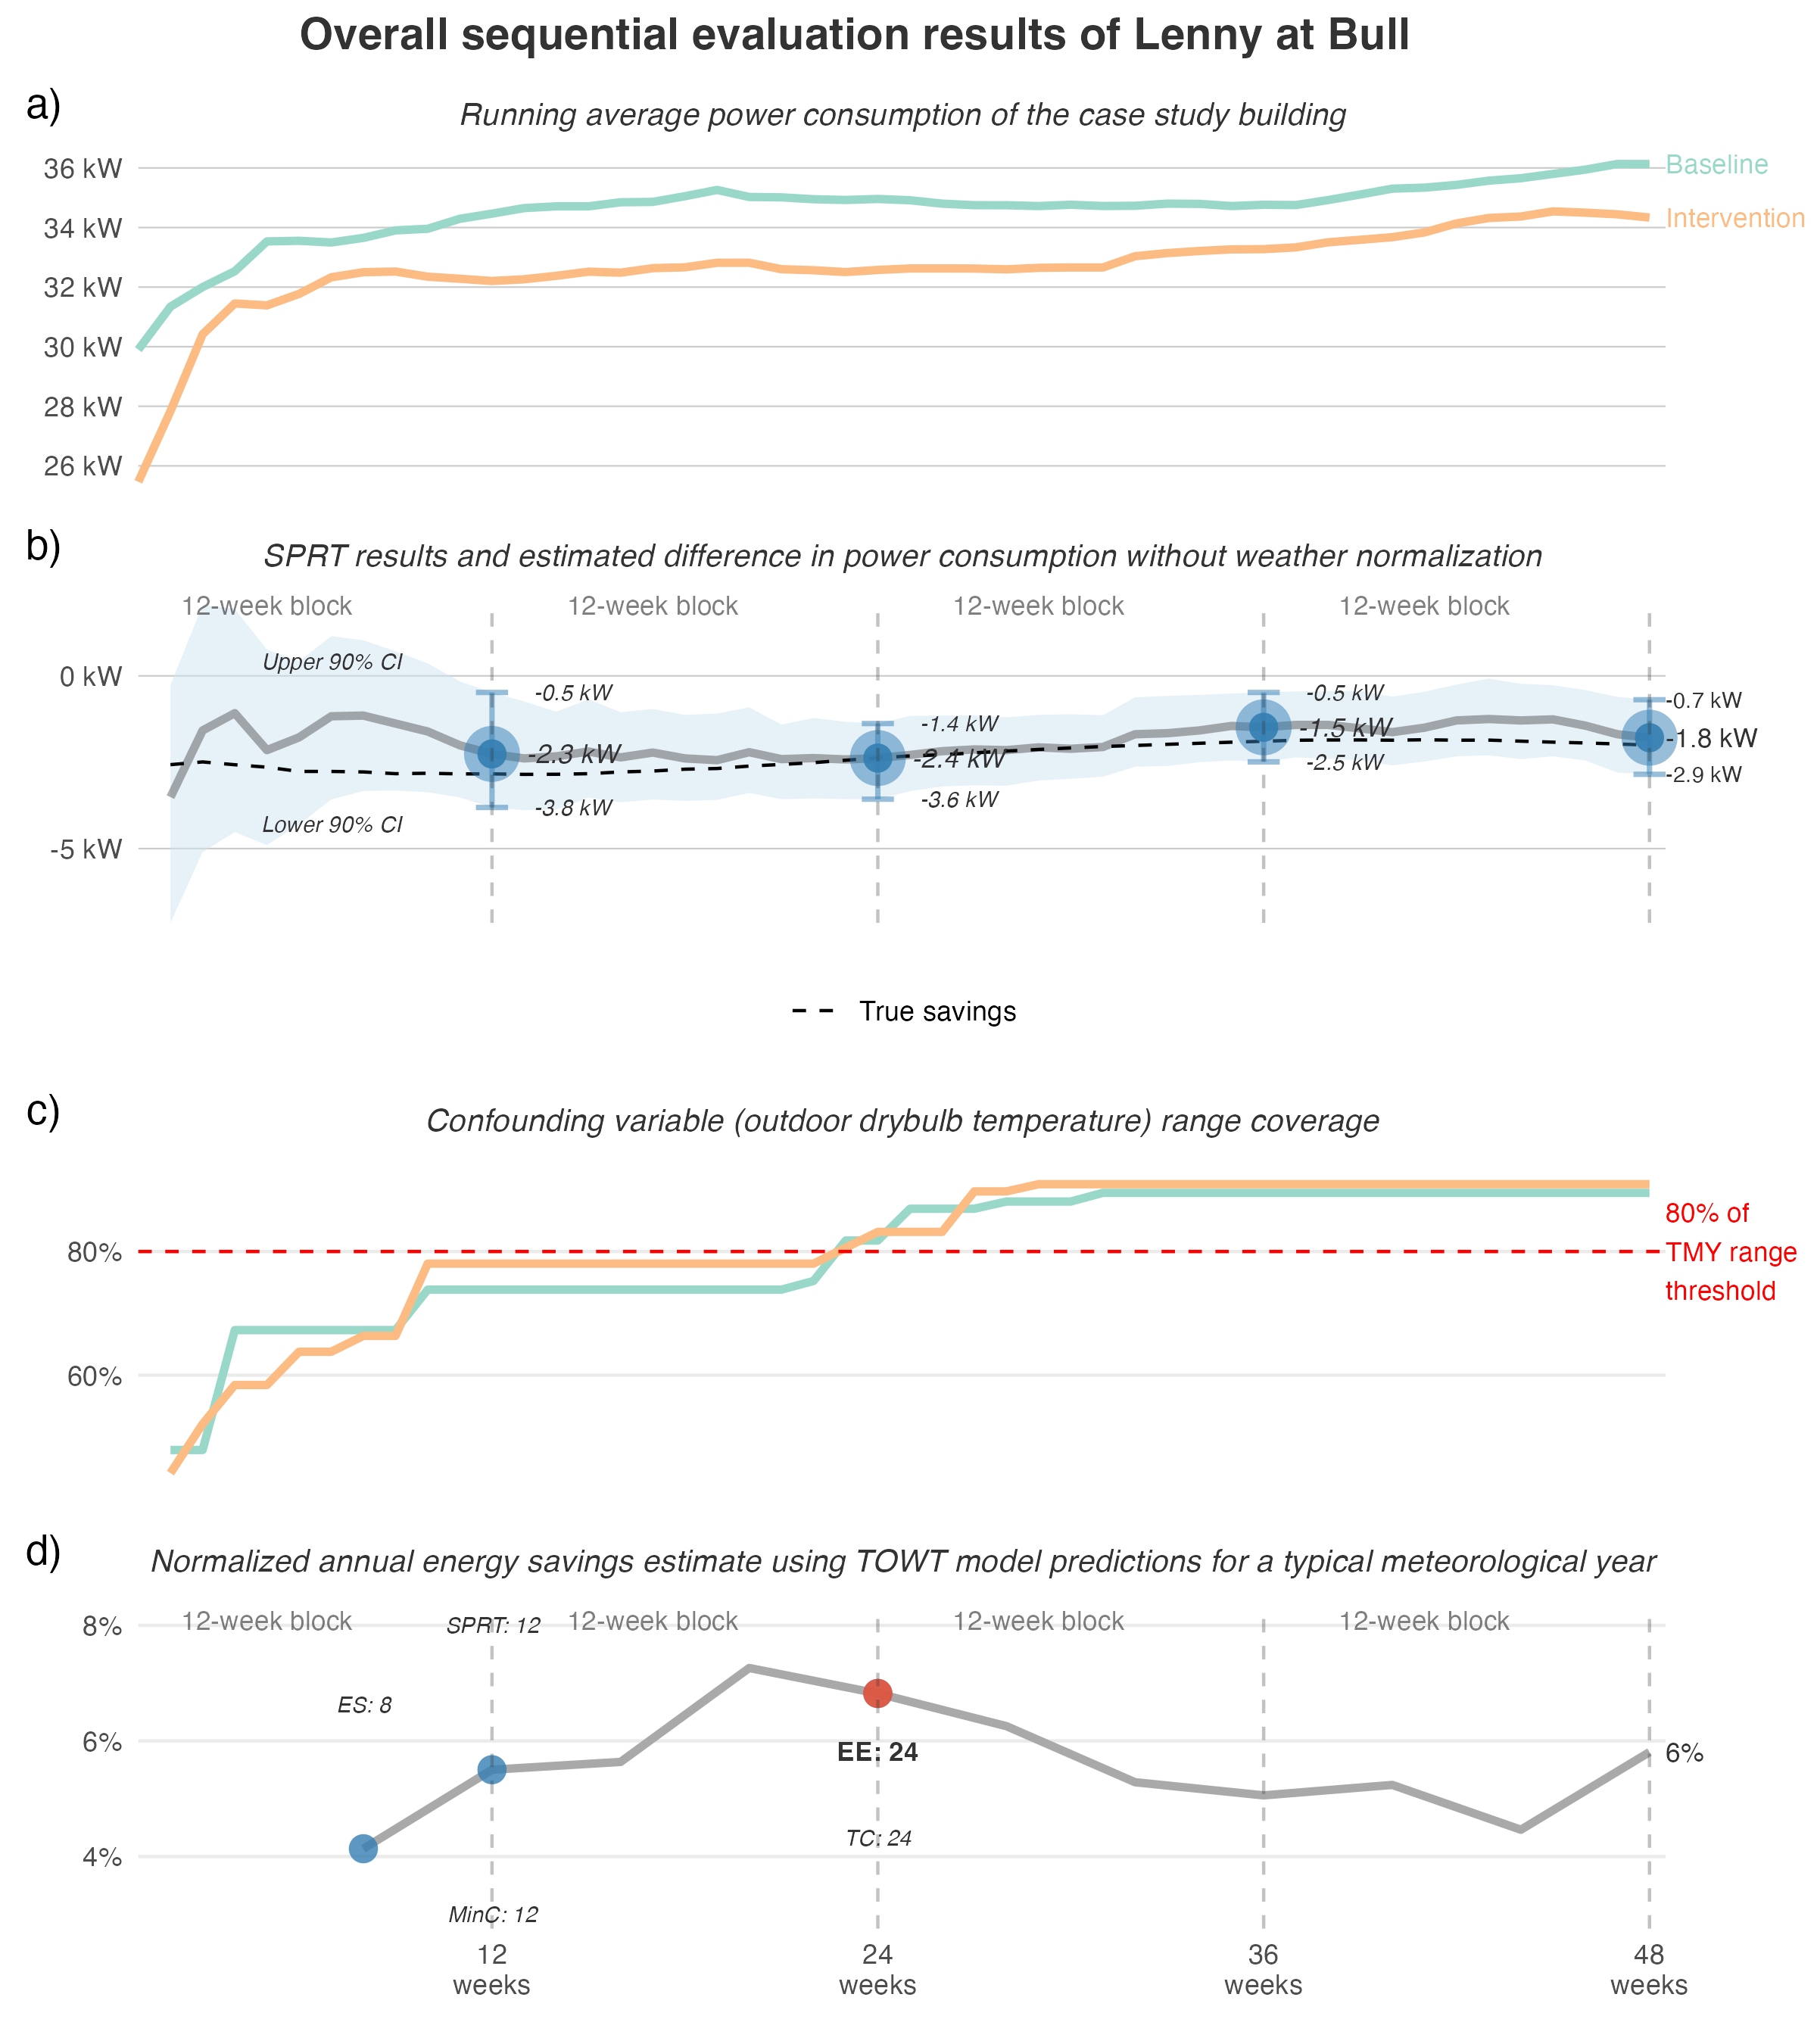 Overall sequential evaluation results of Lenny at Bull
a)
Running average power consumption of the case study building
36 kW
34 kW
32 kW
30 kW
28 kW
26 kW
Baseline
Intervention
b)
SPRT results and estimated difference in power consumption without weather normalization
12-week block
12-week block
12-week block
12-week block
0 kW
-5 kW
Upper 90% CI
Lower 90% CI
-0.5 kW
-2.3 kW
-3.8 kW
-1.4 kW
-2.4 kW
-3.6 kW
-0.5 kW
-1.5 kW
-2.5 kW
-0.7 kW
-1.8 kW
-2.9 kW
True savings
c)
Confounding variable (outdoor drybulb temperature) range coverage
80%
60%
80% of
TMY range
threshold
d)
Normalized annual energy savings estimate using TOWT model predictions for a typical meteorological year
12-week block
12-week block
12-week block
12-week block
8%
6%
4%
SPRT: 12
ES: 8
EE: 24
TC: 24
MinC: 12
6%
12
weeks
24
weeks
36
weeks
48
weeks